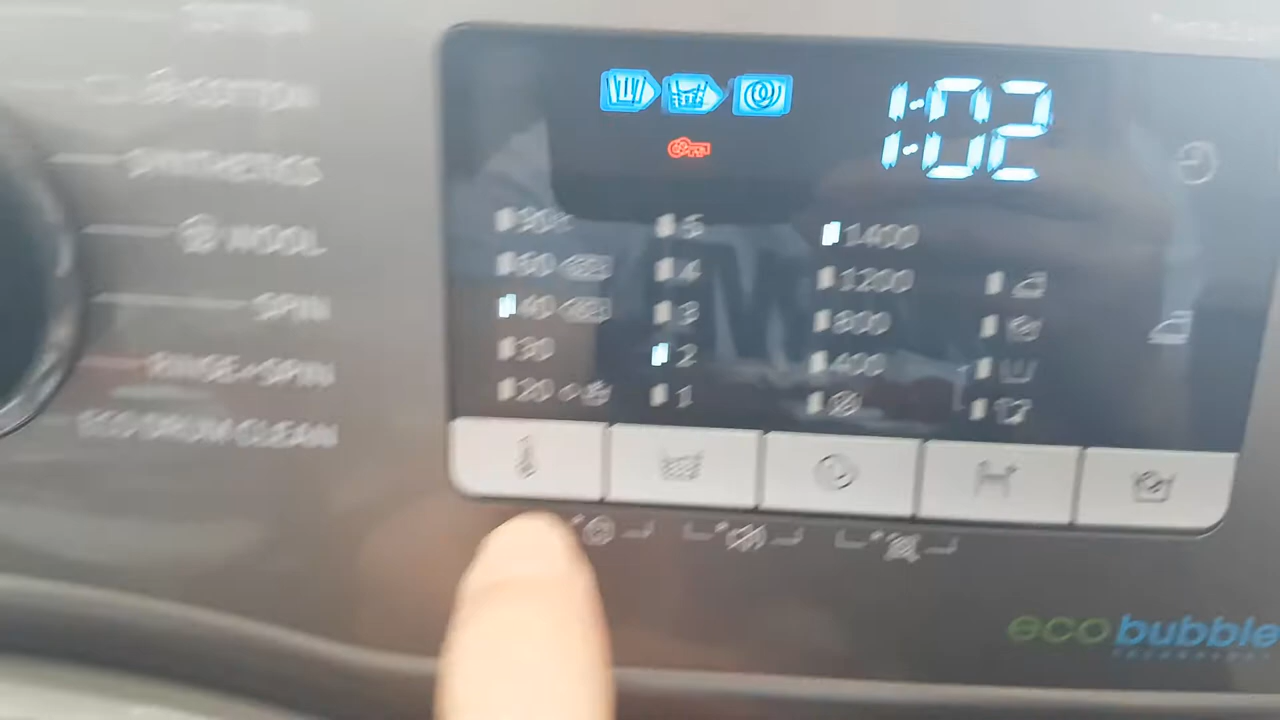 COTTON
COTTON
SYNTHETICS
WOOL
SPIN
RINSE+SPIN
ECO DRUM CLEAN
1:02
90
60
40
30
20
5
4
3
2
1
1400
1200
800
400
ecobubble